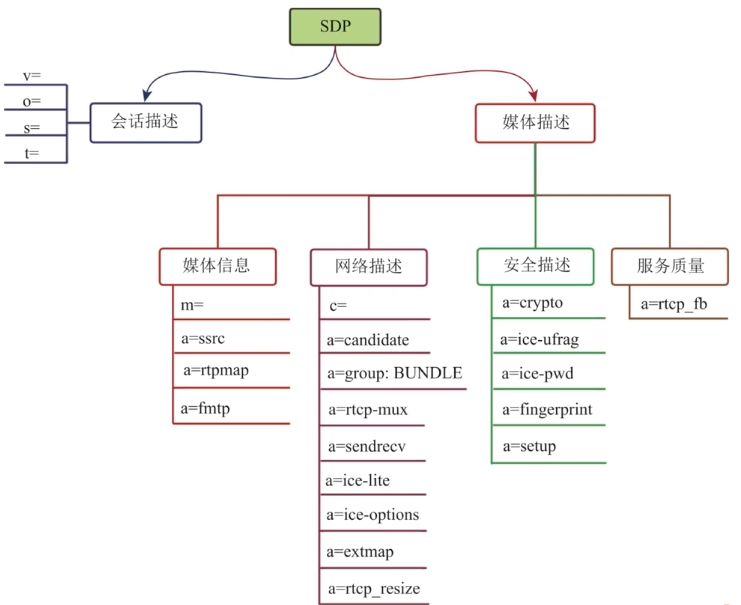 SDP
会话描述
v=
o=
s=
t=
媒体描述
媒体信息
m=
a=ssrc
a=rtpmap
a=fmtp
网络描述
c=
a=candidate
a=group: BUNDLE
a=rtcp-mux
a=sendrecv
a=ice-lite
a=ice-options
a=extmap
a=rtcp_resize
安全描述
a=crypto
a=ice-ufrag
a=ice-pwd
a=fingerprint
a=setup
服务质量
a=rtcp_fb